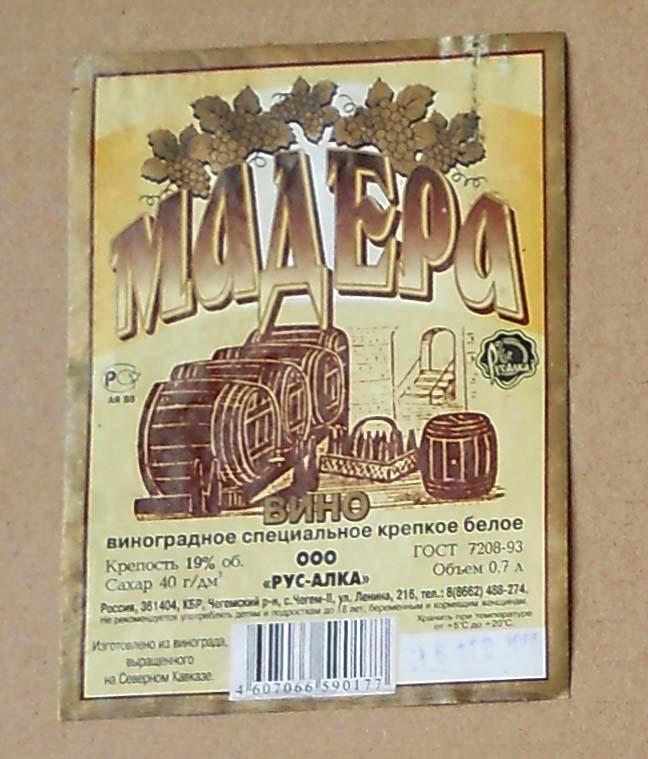 МАДЕРА
РУСАЛКА
АЯ 88
ВИНО
виноградное специальное крепкое белое
Крепость 19% об.
Сахар 40 г/дм³
ООО
«РУС-АЛКА»
ГОСТ 7208-93
Объем 0,7 л
Россия, 361404, КБР, Чегемский р-н, с.Чегем-II, ул. Ленина, 216, тел.: 8(8662) 488-274.
Не рекомендуется употреблять детям и подросткам до 18 лет, беременным и кормящим женщинам.
Хранить при температуре
от +5°С до +20°С.
Изготовлено из винограда,
выращенного
на Северном Кавказе.
4 607066 590177